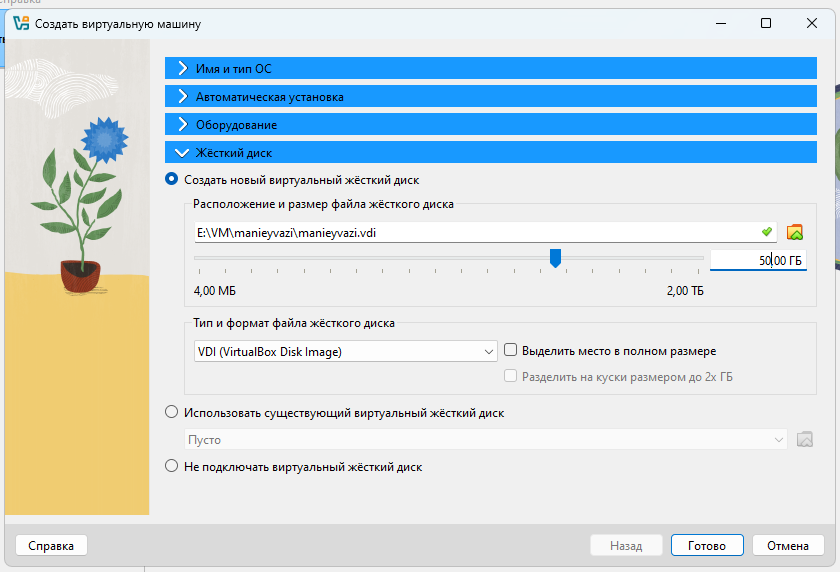 Создать виртуальную машину
Имя и тип ОС
Автоматическая установка
Оборудование
Жёсткий диск
Создать новый виртуальный жёсткий диск
Расположение и размер файла жёсткого диска
E:\VM\manieyvazi\manieyvazi.vdi
50,00 ГБ
4,00 МБ 2,00 ТБ
Тип и формат файла жёсткого диска
VDI (VirtualBox Disk Image) Выделить место в полном размере
Разделить на куски размером до 2х ГБ
Использовать существующий виртуальный жёсткий диск
Пусто
Не подключать виртуальный жёсткий диск
Справка Назад Готово Отмена